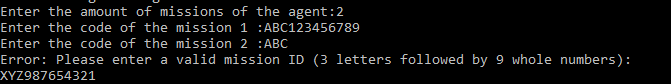 Enter the amount of missions of the agent:2
Enter the code of the mission 1 :ABC123456789
Enter the code of the mission 2 :ABC
Error: Please enter a valid mission ID (3 letters followed by 9 whole numbers):
XYZ987654321